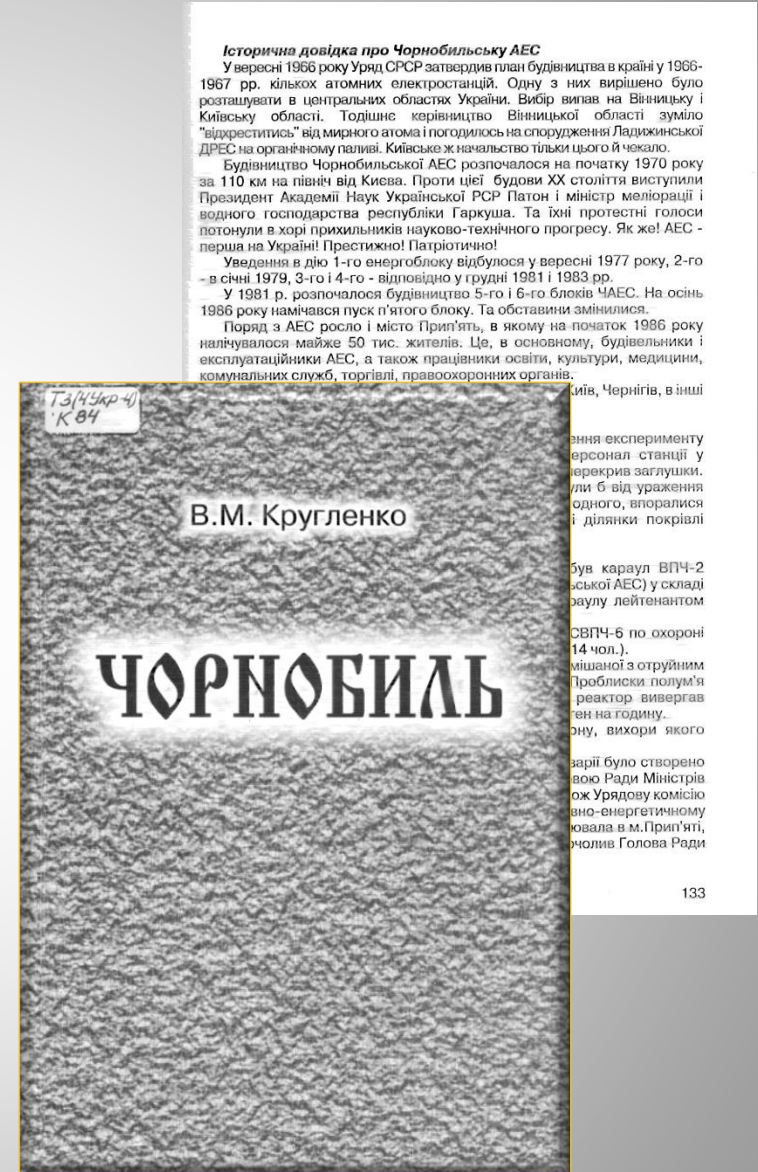 Історична довідка про Чорнобильську АЕС
У вересні 1966 року Уряд СРСР затвердив план будівництва в країні у 1966-
1967 рр. кількох атомних електростанцій. Одну з них вирішено було
розташувати в центральних областях України. Вибір випав на Вінницьку і
Київську області. Тодішнє керівництво Вінницької області зуміло
"відхреститись" від мирного атома і погодилось на спорудження Ладижинської
ДРЕС на органічному паливі. Київське ж начальство тільки цього й чекало.
Будівництво Чорнобильської АЕС розпочалося на початку 1970 року
за 110 км на північ від Києва. Проти цієї будови ХХ століття виступили
Президент Академії Наук Української РСР Патон і міністр меліорації і
водного господарства республіки Гаркуша. Та їхні протестні голоси
потонули в хорі прихильників науково-технічного прогресу. Як же! АЕС -
перша на Україні! Престижно! Патріотично!
Уведення в дію 1-го енергоблоку відбулося у вересні 1977 року, 2-го
- в січні 1979, 3-го і 4-го - відповідно у грудні 1981 і 1983 рр.
У 1981 р. розпочалося будівництво 5-го і 6-го блоків ЧАЕС. На осінь
1986 року намічався пуск п'ятого блоку. Та обставини змінилися.
Поряд з АЕС росло і місто Прип'ять, в якому на початок 1986 року
налічувалося майже 50 тис. жителів. Це, в основному, будівельники і
експлуатаційники АЕС, а також працівники освіти, культури, медицини,
комунальних служб, торгівлі, правоохоронних органів.
Київ, Чернігів, в інші
ення експерименту
ерсонал станції у
перекрив заглушки.
ули б від ураження
одного, впоралися
і ділянки покрівлі
був караул ВПЧ-2
ської АЕС) у складі
раулу лейтенантом
СВПЧ-6 по охороні
14 чол.).
мішаної з отруйним
Проблиски полум'я
реактор вивергав
ген на годину.
ону, вихори якого
варії було створено
овою Ради Міністрів
ож Урядову комісію
вно-енергетичному
ювала в м.Прип'яті,
очолив Голова Ради
133
Т3(4Укр-4)
К 84
В.М. Кругленко
ЧОРНОБИЛЬ